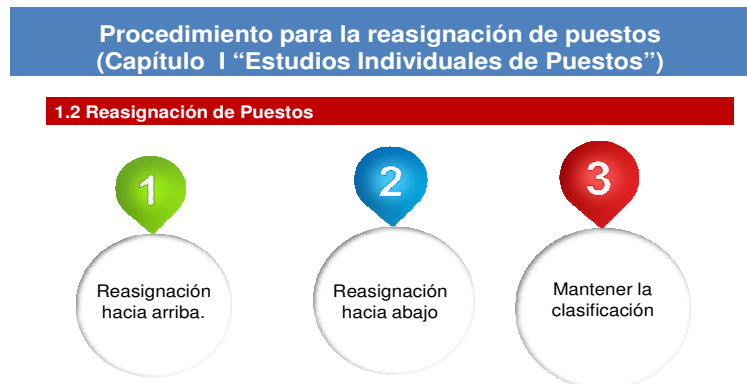 Procedimiento para la reasignación de puestos
(Capítulo I “Estudios Individuales de Puestos”)
1.2 Reasignación de Puestos
1
2
3
Reasignación
hacia arriba.
Reasignación
hacia abajo
Mantener la
clasificación